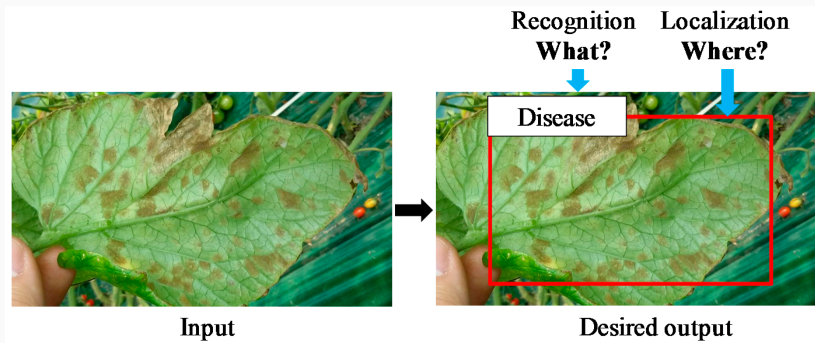 Recognition
What?
Localization
Where?
Disease
Input
Desired output